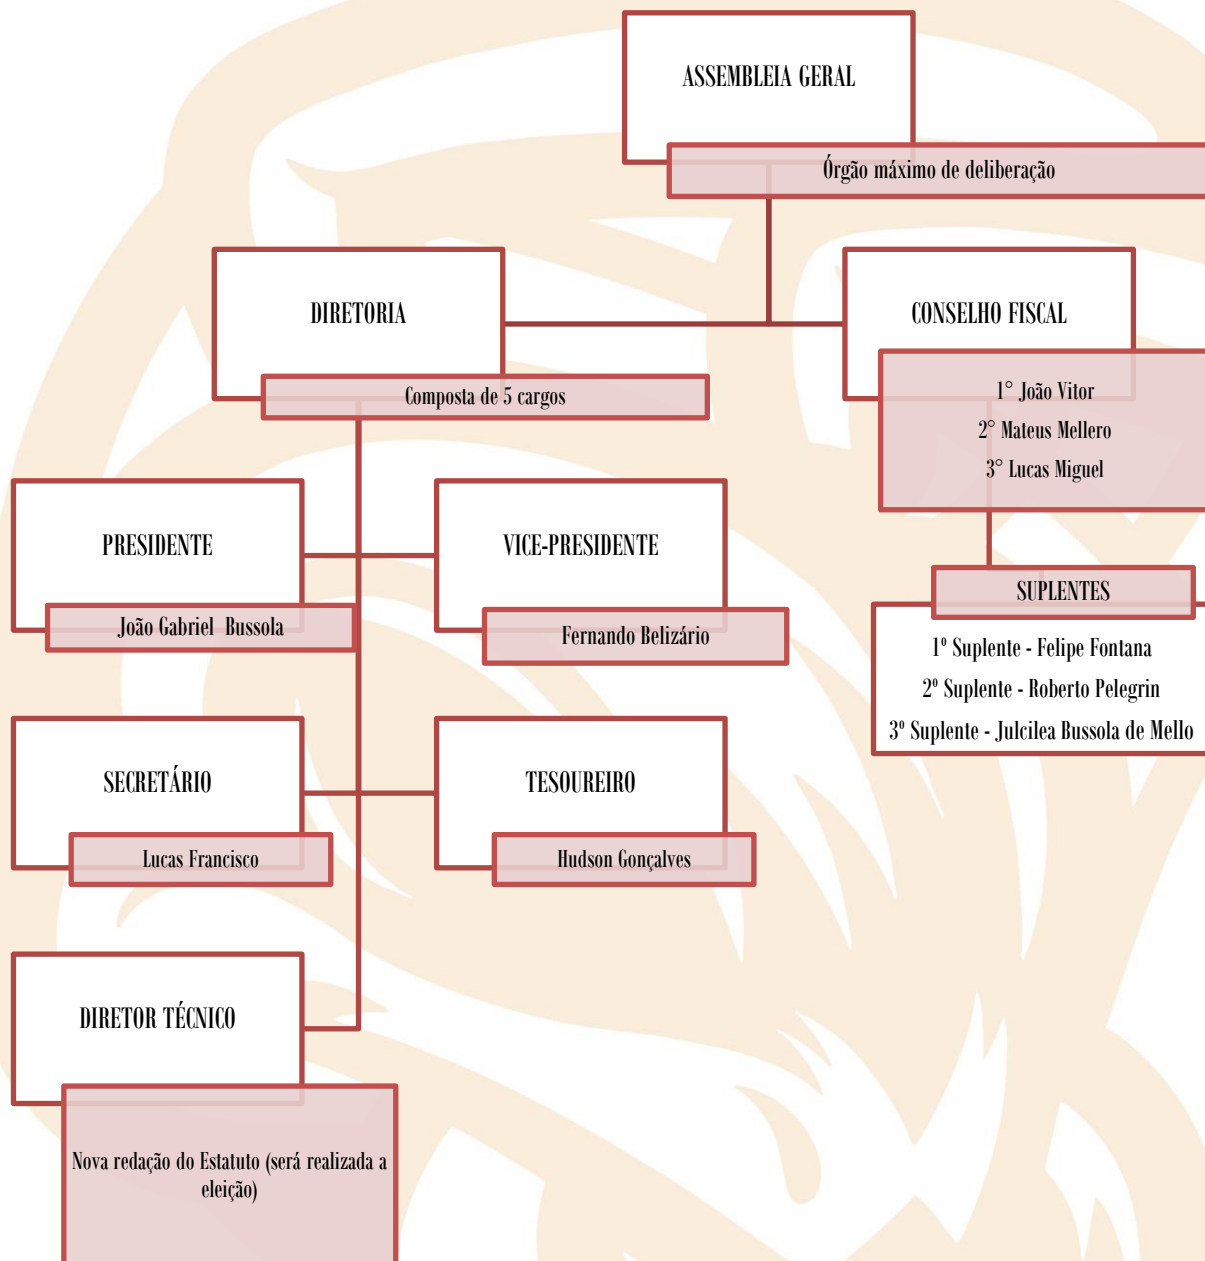 ASSEMBLEIA GERAL
Órgão máximo de deliberação
DIRETORIA
Composta de 5 cargos
CONSELHO FISCAL
1° João Vitor
2° Mateus Mellero
3° Lucas Miguel
PRESIDENTE
João Gabriel Bussola
VICE-PRESIDENTE
Fernando Belizário
SUPLENTES
1º Suplente - Felipe Fontana
2º Suplente - Roberto Pelegrin
3º Suplente - Julcilea Bussola de Mello
SECRETÁRIO
Lucas Francisco
TESOUREIRO
Hudson Gonçalves
DIRETOR TÉCNICO
Nova redação do Estatuto (será realizada a
eleição)